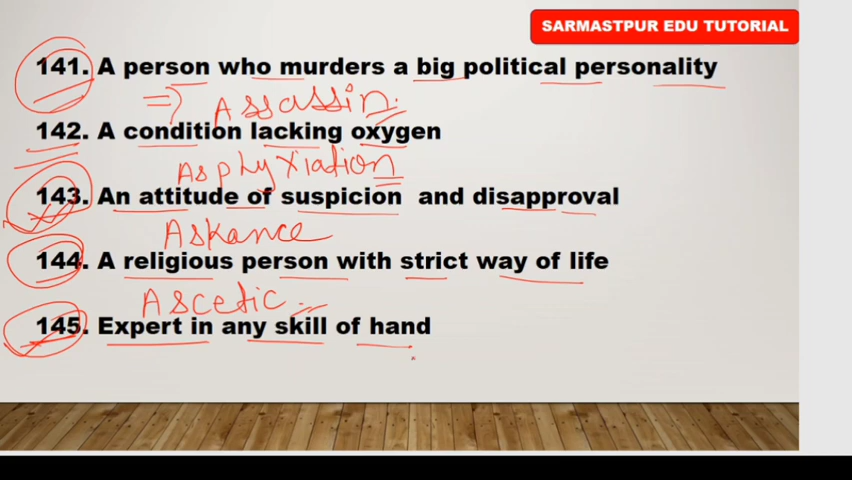 SARMASTPUR EDU TUTORIAL
141. A person who murders a big political personality
=> Assassin.
142. A condition lacking oxygen
Asphyxiation
143. An attitude of suspicion and disapproval
Askance
144. A religious person with strict way of life
Ascetic
145. Expert in any skill of hand